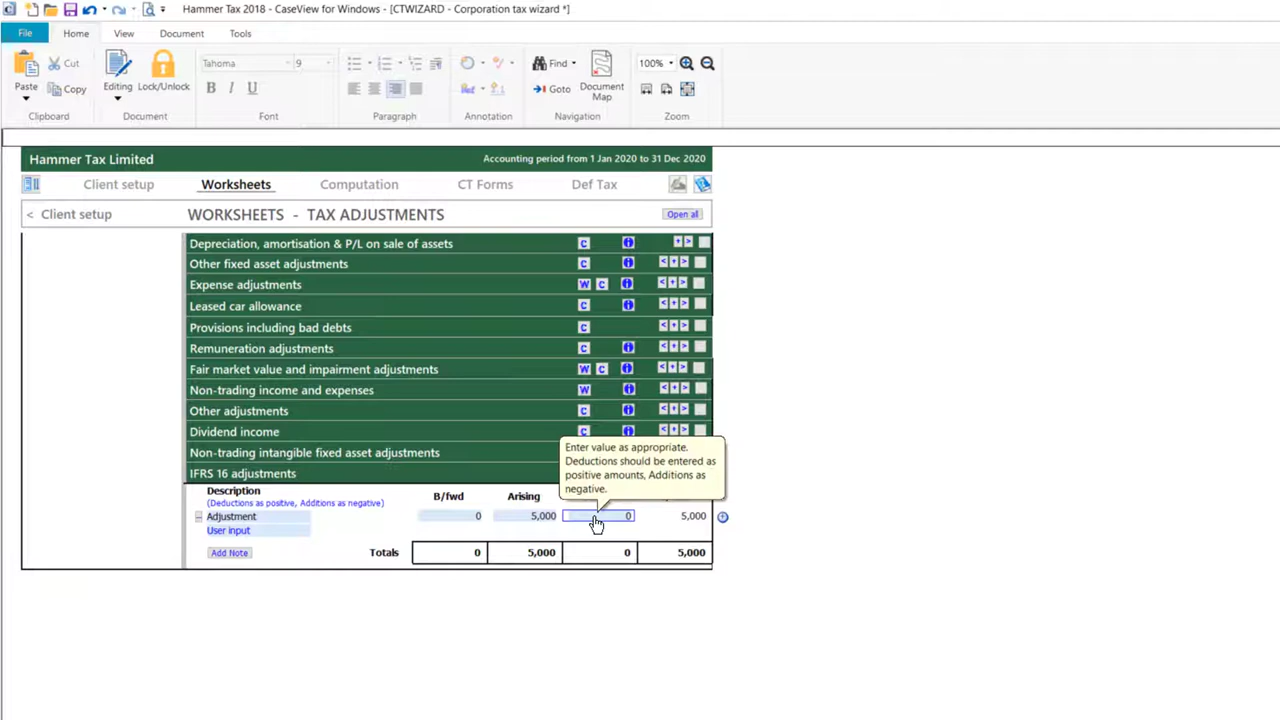 Hammer Tax 2018 - CaseView for Windows - [CTWIZARD - Corporation tax wizard *]
File Home View Document Tools
Paste Cut Copy Editing Lock/Unlock Tahoma 9 B I U 100% Find Goto Document Map
Clipboard Document Font Paragraph Annotation Navigation Zoom
Hammer Tax Limited Accounting period from 1 Jan 2020 to 31 Dec 2020
Client setup Worksheets Computation CT Forms Def Tax
< Client setup WORKSHEETS - TAX ADJUSTMENTS Open all
Depreciation, amortisation & P/L on sale of assets C + >
Other fixed asset adjustments C < + >
Expense adjustments W C < + >
Leased car allowance C < + >
Provisions including bad debts C < + >
Remuneration adjustments C < + >
Fair market value and impairment adjustments W C < + >
Non-trading income and expenses W < + >
Other adjustments C < + >
Dividend income C < + >
Non-trading intangible fixed asset adjustments
IFRS 16 adjustments
Enter value as appropriate.
Deductions should be entered as
positive amounts, Additions as
negative.
Description B/fwd Arising
(Deductions as positive, Additions as negative)
Adjustment 0 5,000 0 5,000
User input
Add Note Totals 0 5,000 0 5,000